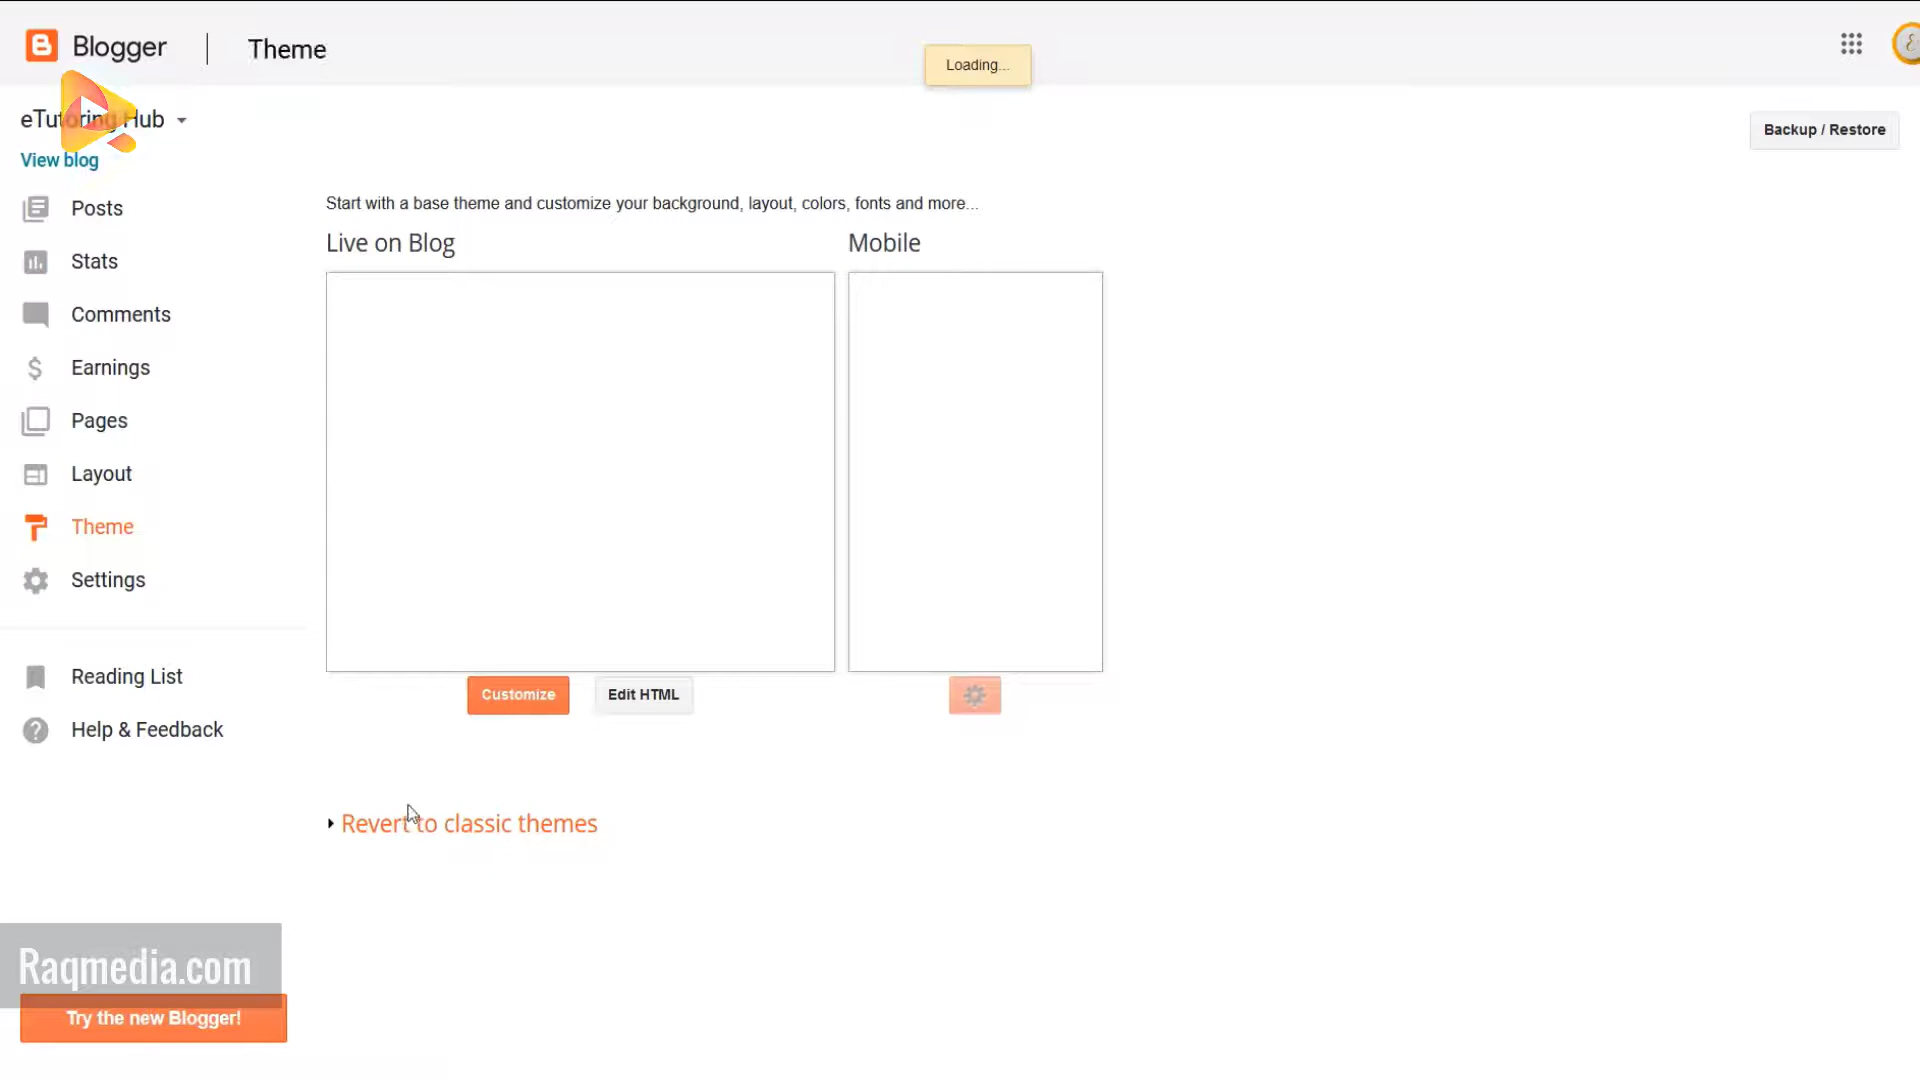 Blogger
Theme
Loading...
eTutoring Hub
View blog
Backup / Restore
Posts
Stats
Comments
Earnings
Pages
Layout
Theme
Settings
Reading List
Help & Feedback
Start with a base theme and customize your background, layout, colors, fonts and more...
Live on Blog
Mobile
Customize
Edit HTML
Revert to classic themes
Raqmedia.com
Try the new Blogger!